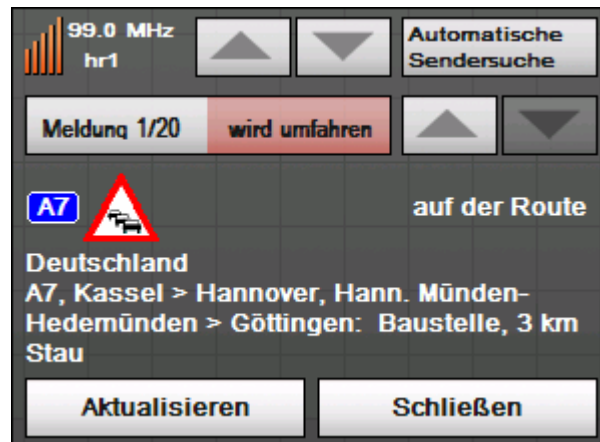 99.0 MHz
hr1
Automatische
Sendersuche
Meldung 1/20
wird umfahren
A7
auf der Route
Deutschland
A7, Kassel > Hannover, Hann. Münden-
Hedemünden > Göttingen: Baustelle, 3 km
Stau
Aktualisieren
Schließen